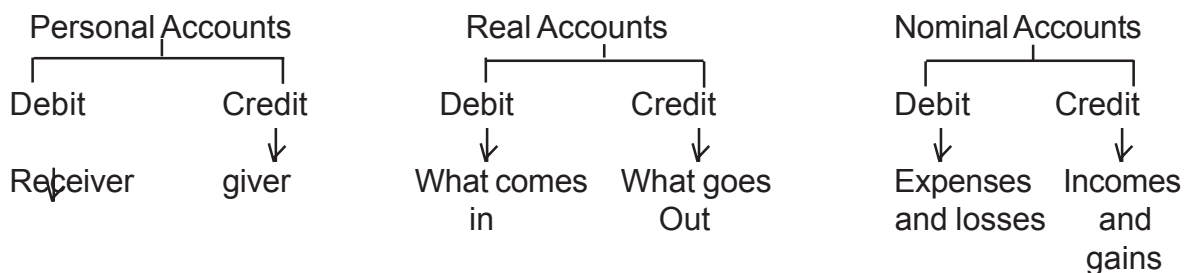 Personal Accounts Real Accounts Nominal Accounts
Debit Credit Debit Credit Debit Credit
Receiver giver What comes What goes Expenses Incomes
in Out and losses and
gains